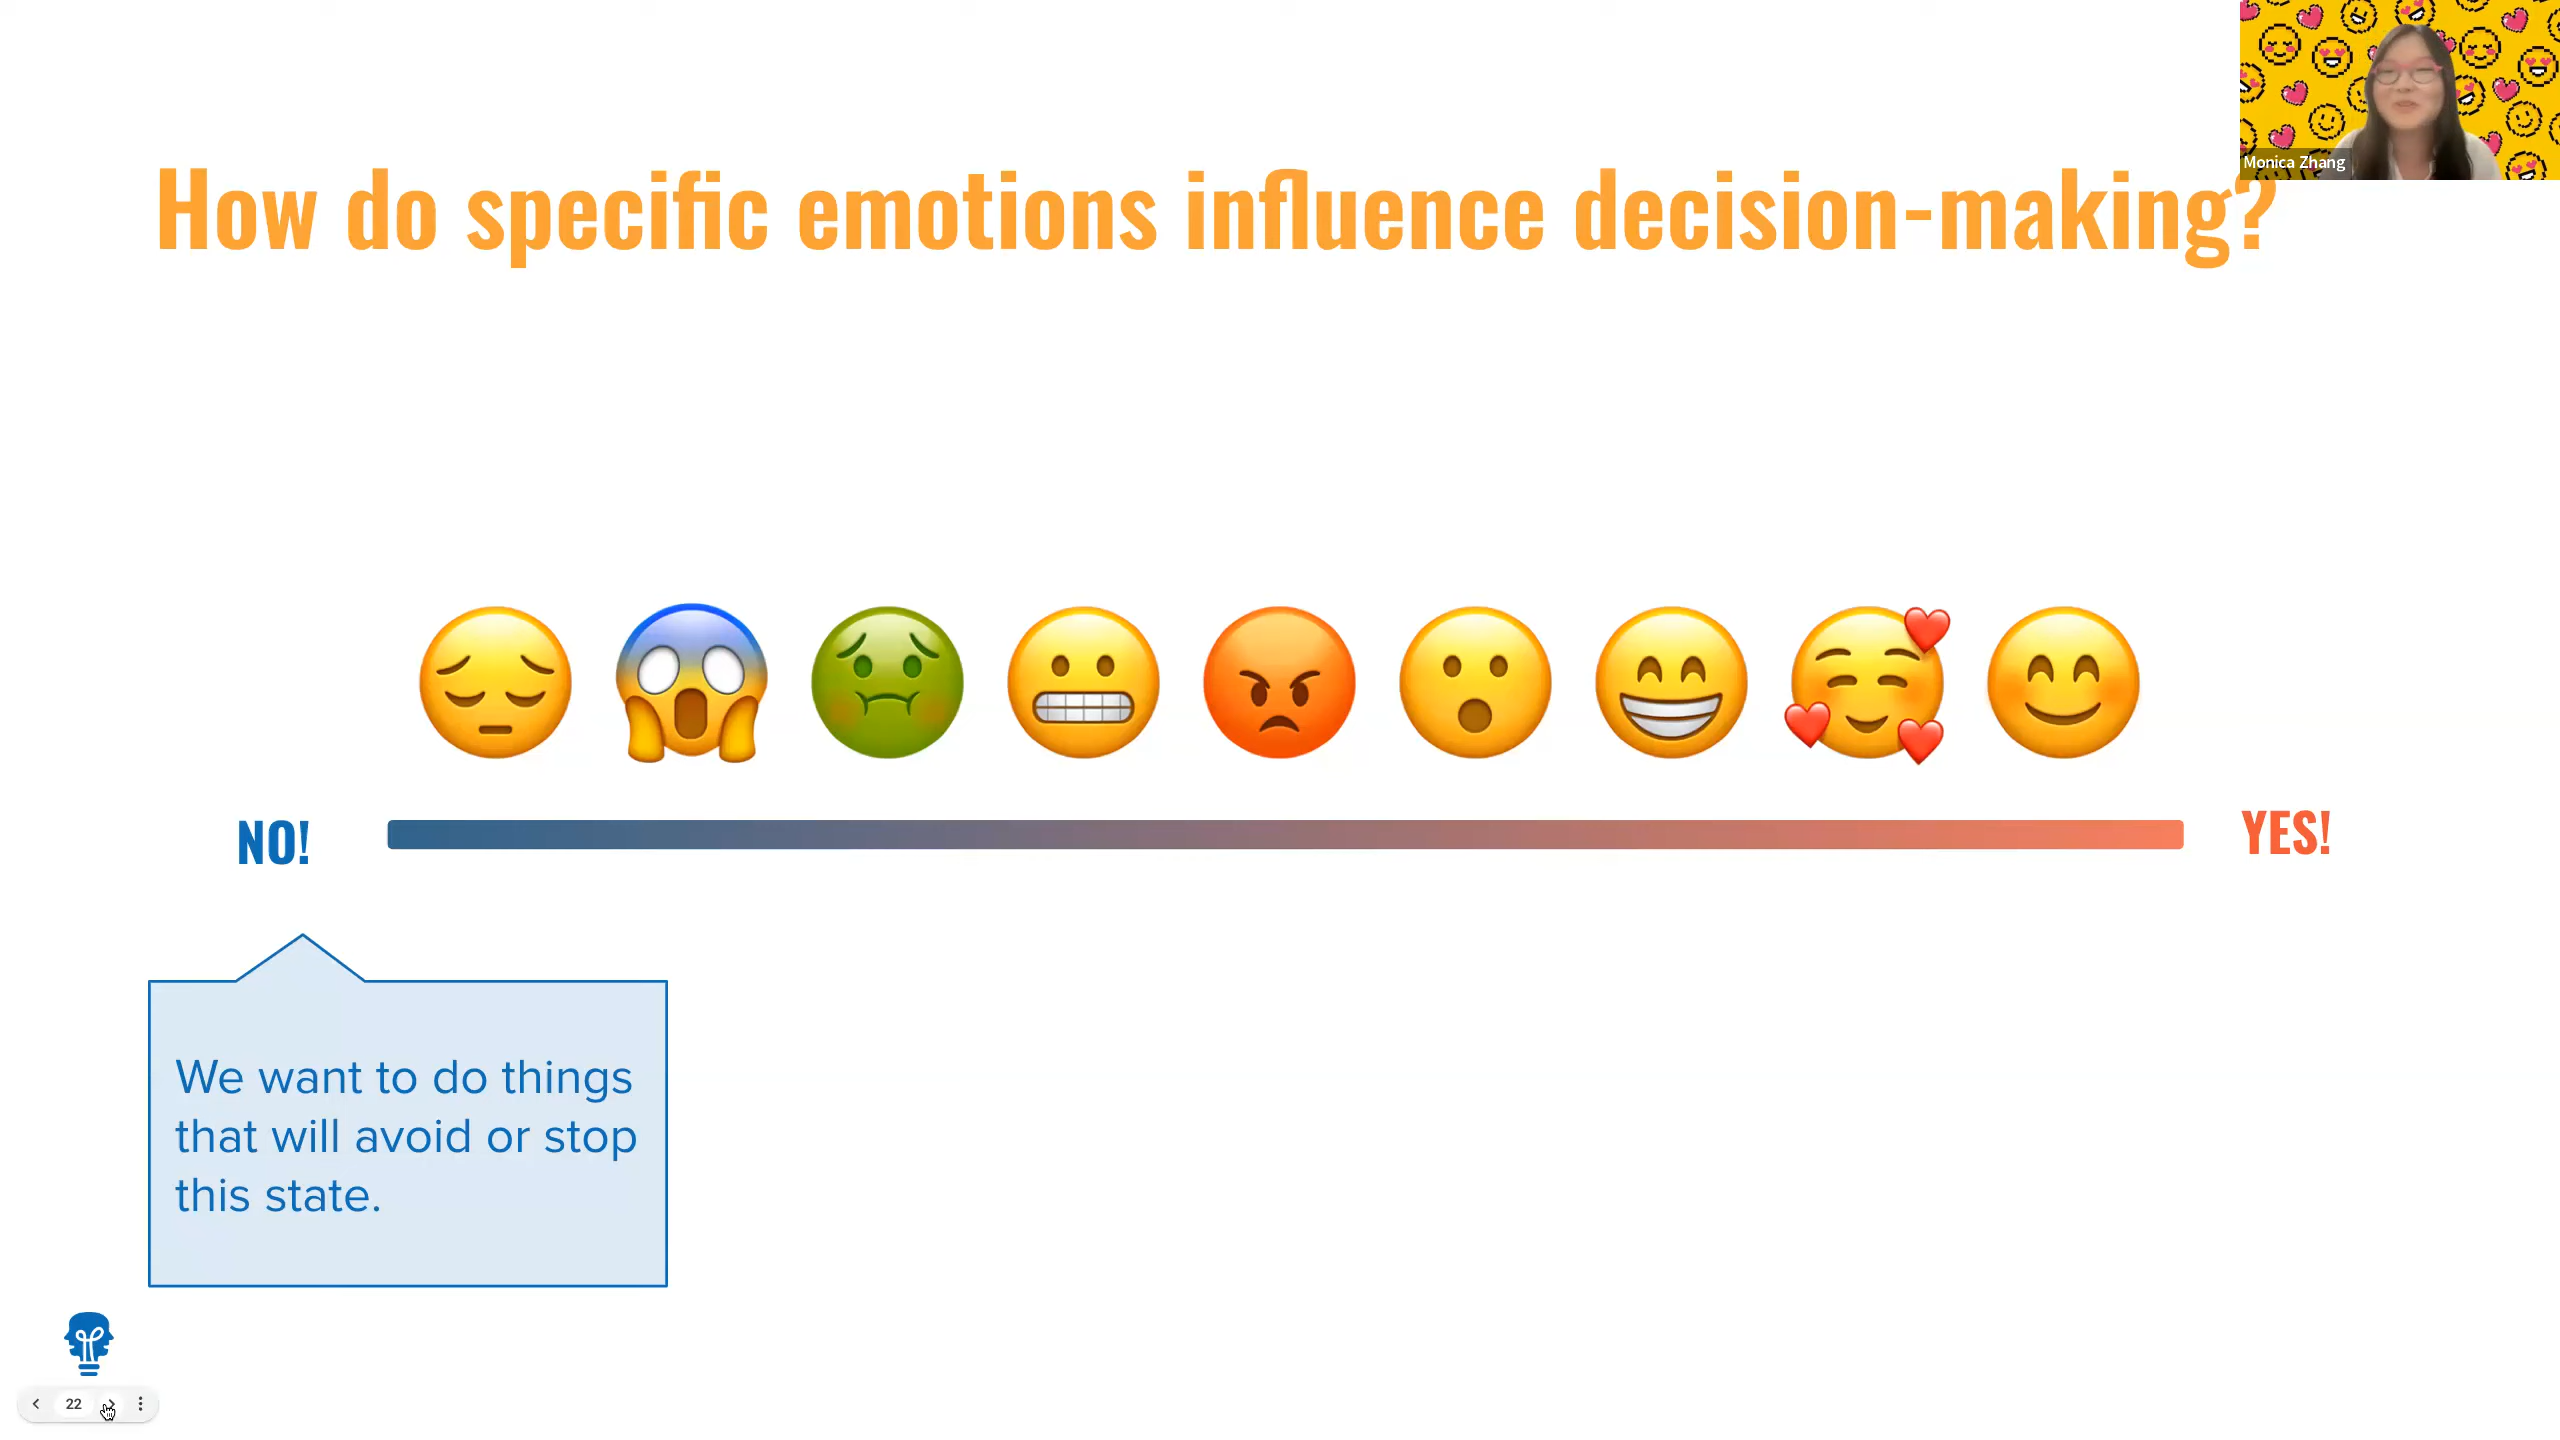 Monica Zhang
How do specific emotions influence decision-making?
NO!
YES!
We want to do things
that will avoid or stop
this state.
22